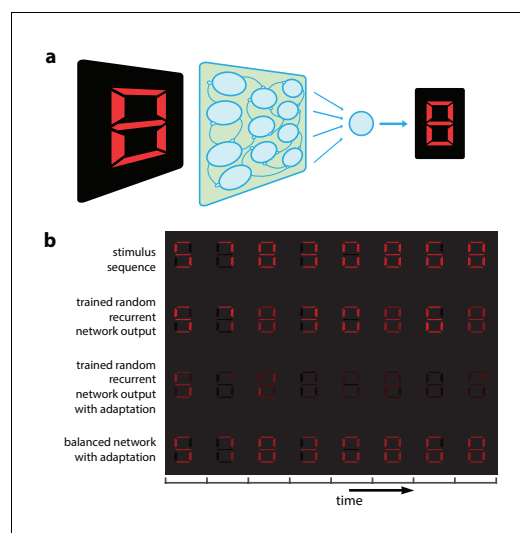 a
b
stimulus
sequence
trained random
recurrent
network output
trained random
recurrent
network output
with adaptation
balanced network
with adaptation
time